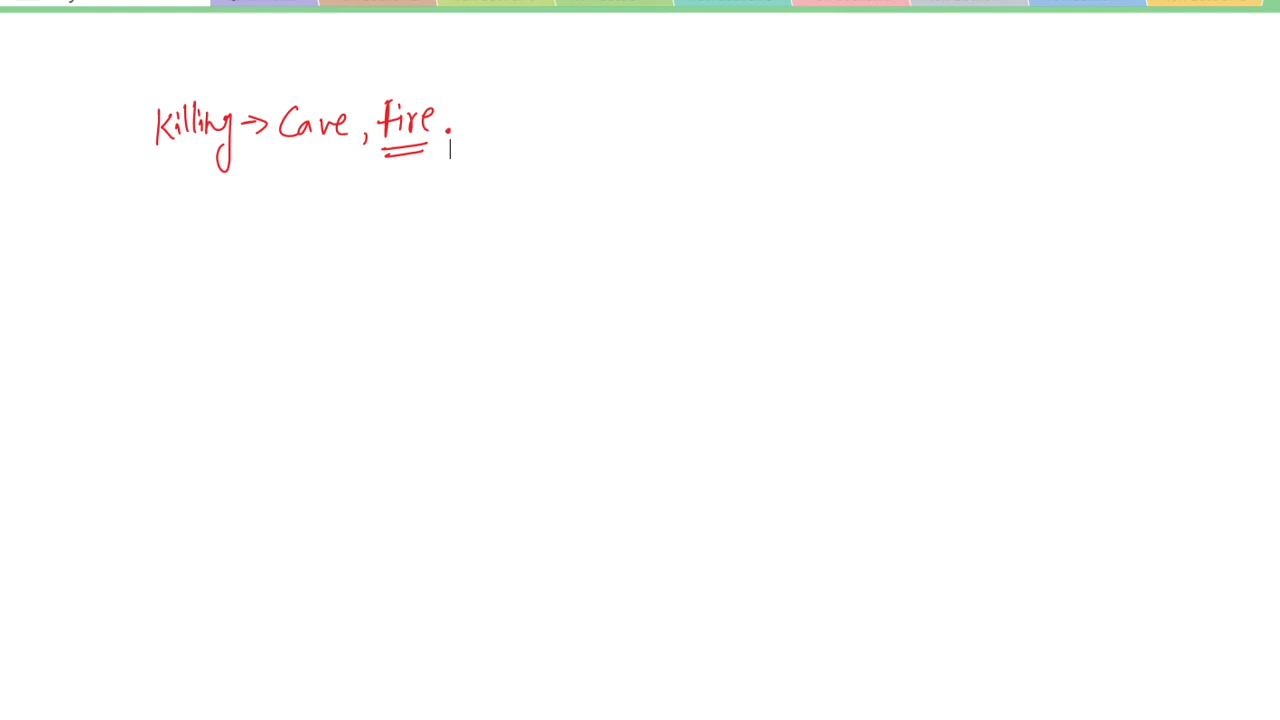 Killing → Cave, fire.